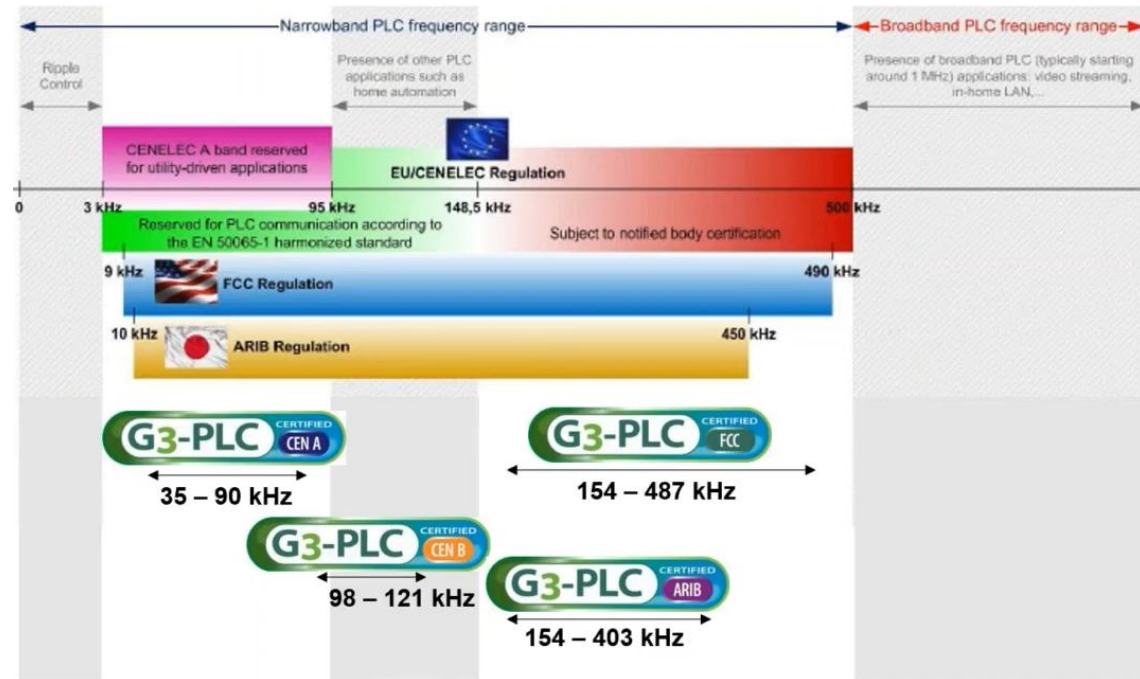 Narrowband PLC frequency range
Broadband PLC frequency range
Ripple
Control
Presence of other PLC
applications such as
home automation
Presence of broadband PLC (typically starting
around 1 MHz) applications: video streaming,
in-home LAN,...
CENELEC A band reserved
for utility-driven applications
EU/CENELEC Regulation
0
3 kHz
95 kHz
148,5 kHz
500 kHz
Reserved for PLC communication according to
the EN 50065-1 harmonized standard
Subject to notified body certification
9 kHz
FCC Regulation
490 kHz
10 kHz
ARIB Regulation
450 kHz
G3-PLC CERTIFIED
CEN A
35 – 90 kHz
G3-PLC CERTIFIED
FCC
154 – 487 kHz
G3-PLC CERTIFIED
CEN B
98 – 121 kHz
G3-PLC CERTIFIED
ARIB
154 – 403 kHz